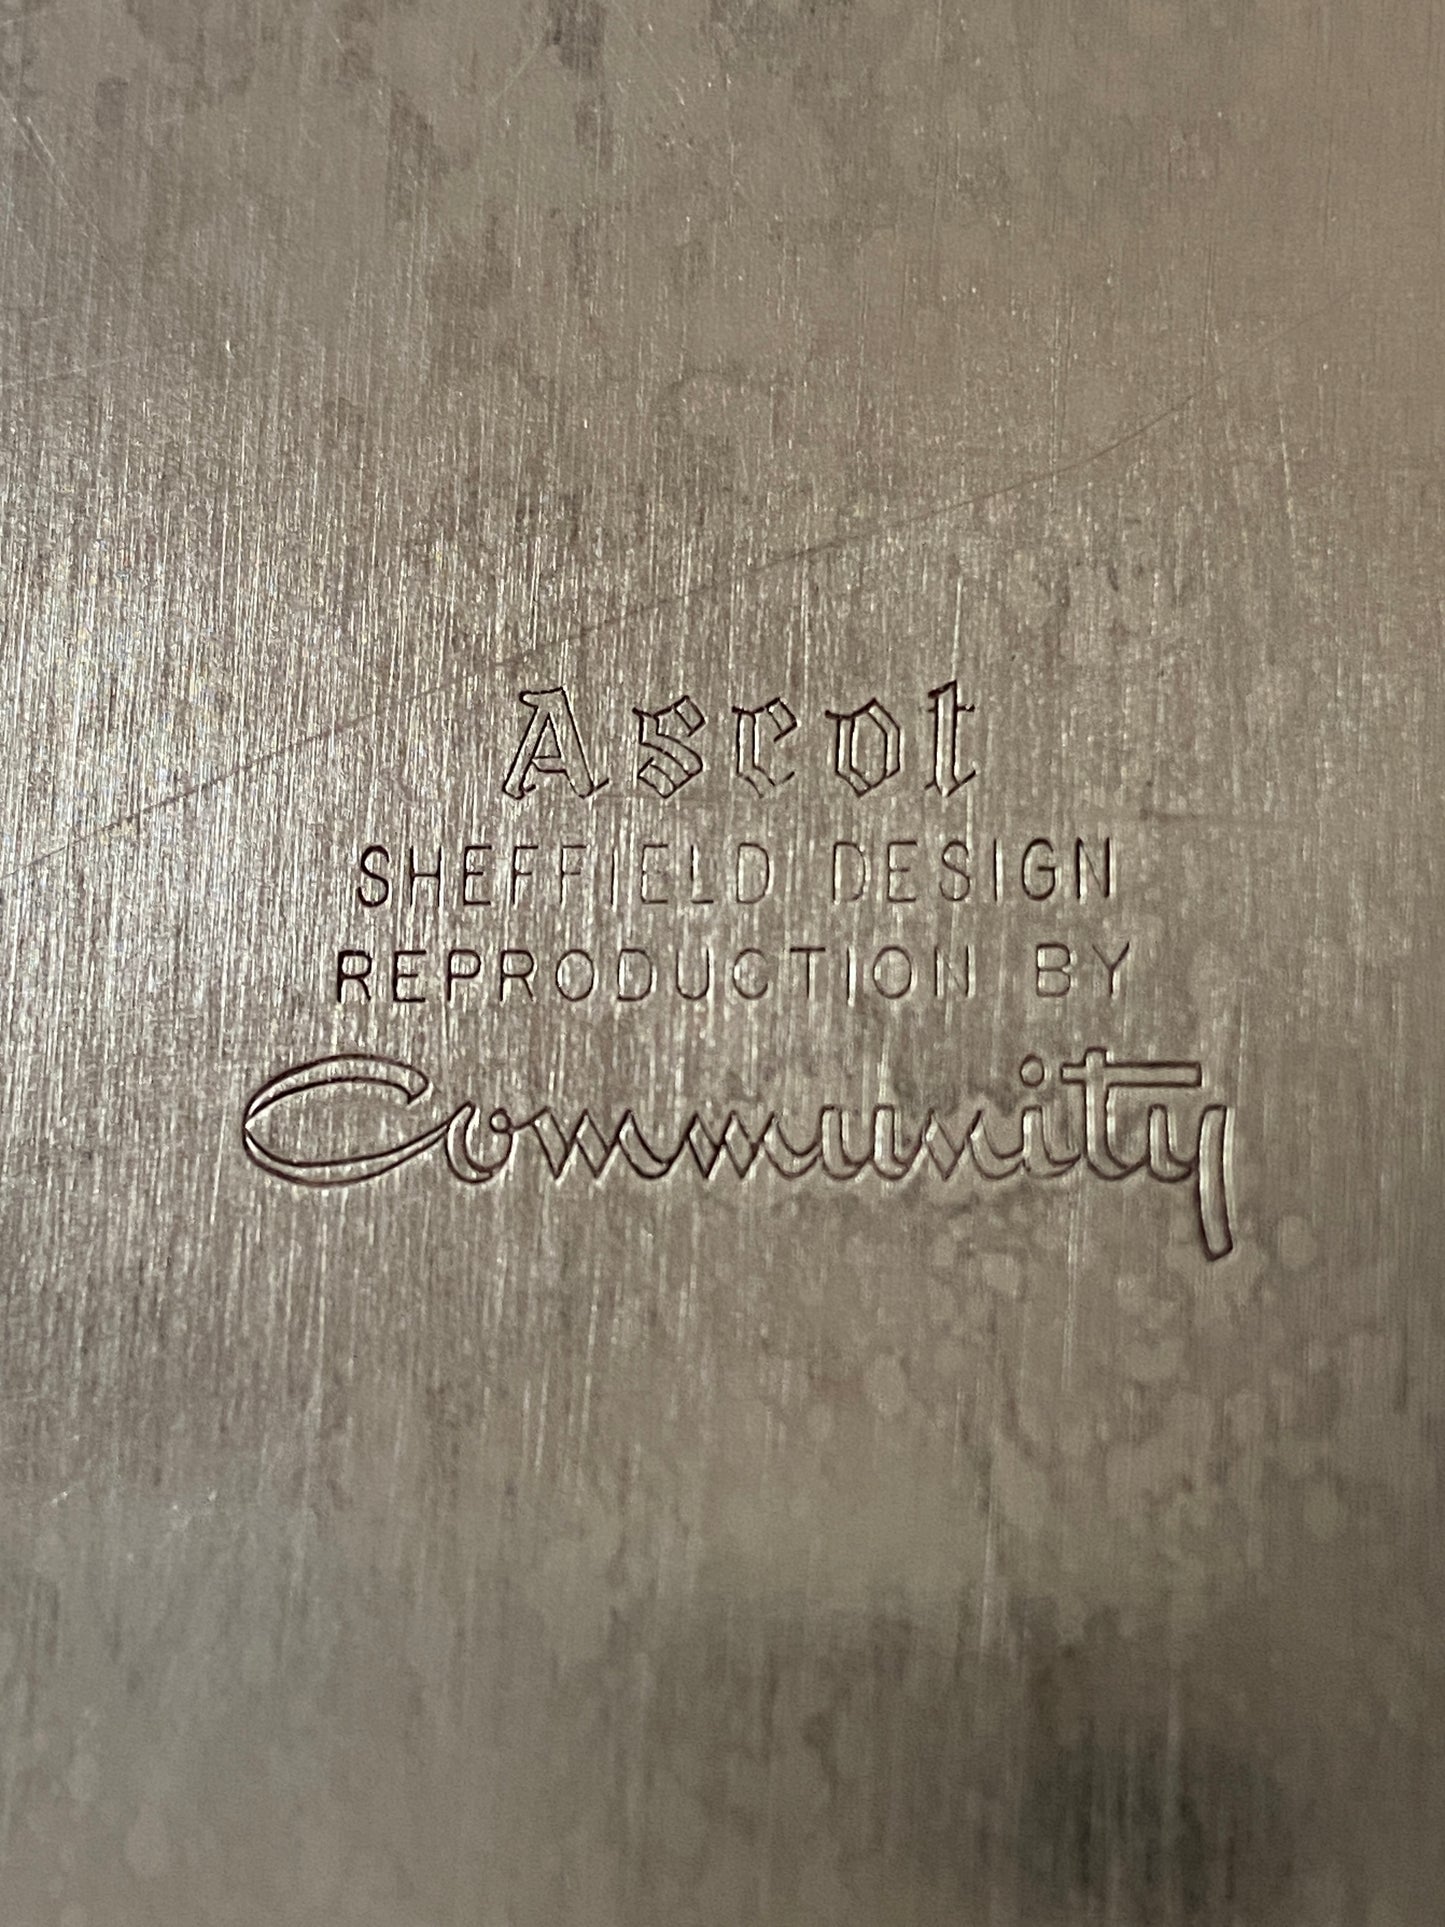 Ascot
SHEFFIELD DESIGN
REPRODUCTION BY
Community